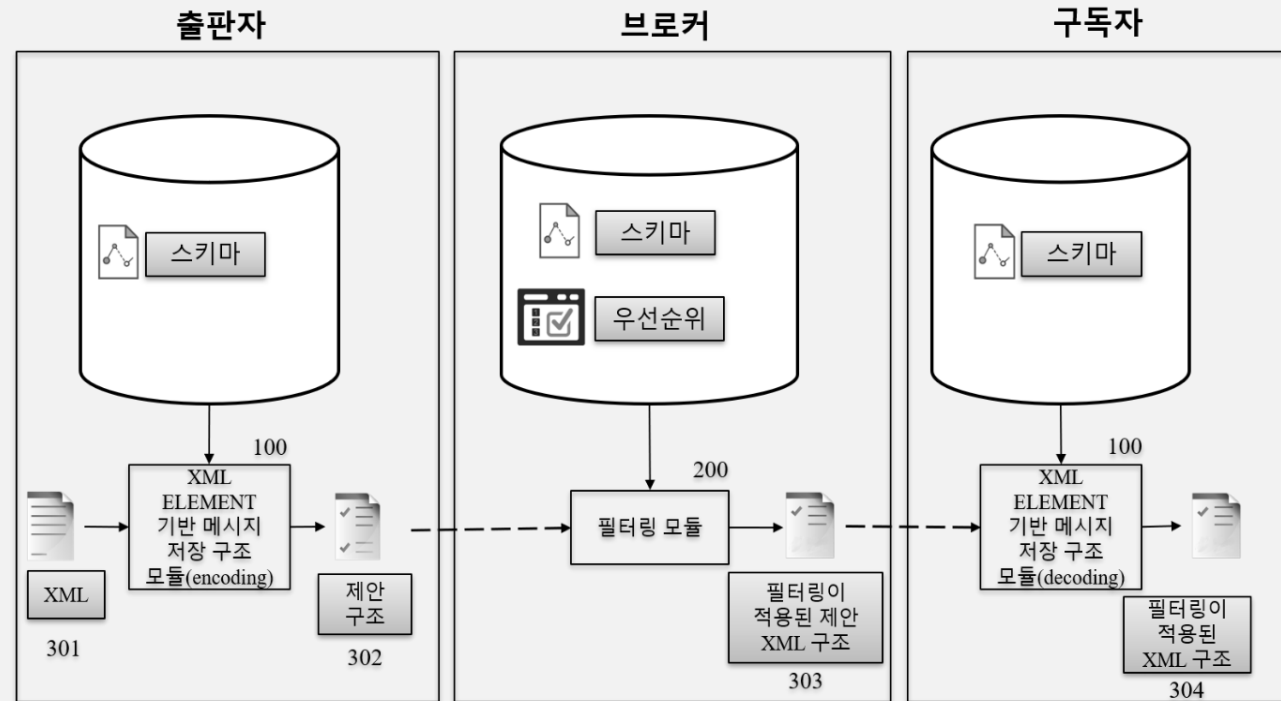 출판자
브로커
구독자
스키마
스키마
우선순위
스키마
100
XML
ELEMENT
기반 메시지
저장 구조
모듈(encoding)
XML
301
제안
구조
302
200
필터링 모듈
필터링이
적용된 제안
XML 구조
303
100
XML
ELEMENT
기반 메시지
저장 구조
모듈(decoding)
필터링이
적용된
XML 구조
304